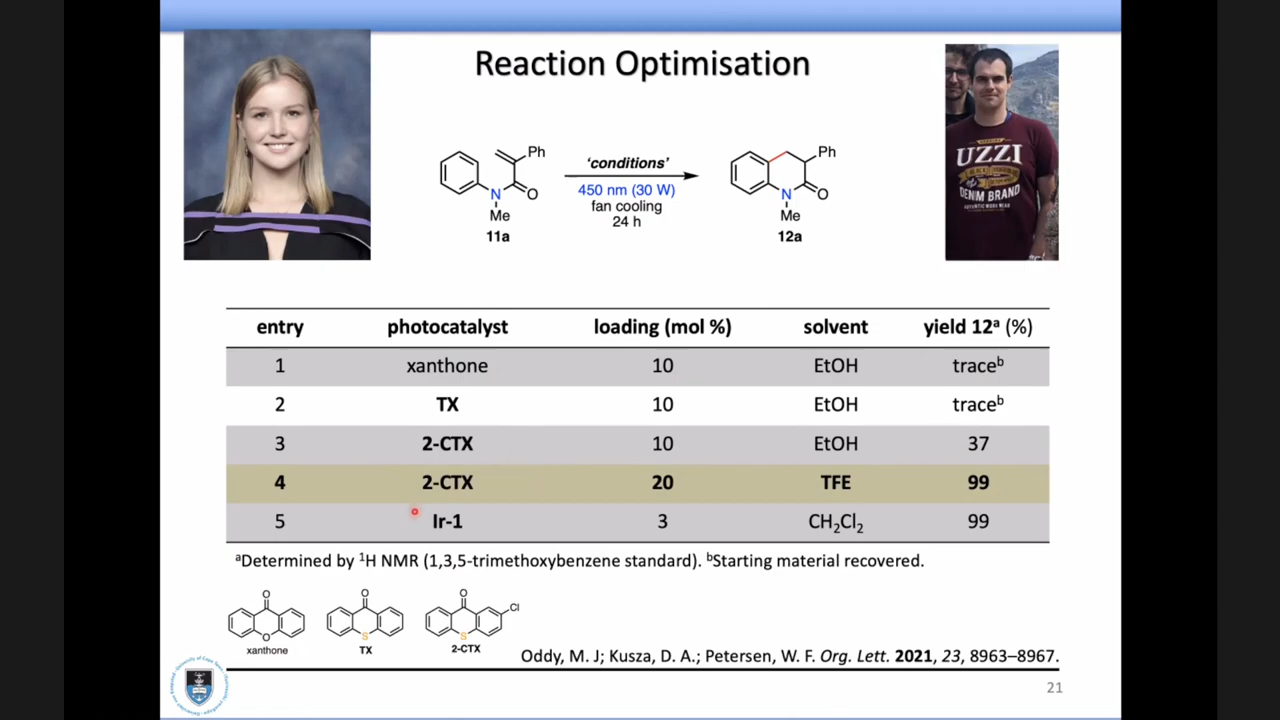 Reaction Optimisation
UZZI
DENIM BRAND
Ph
N
O
Me
11a
'conditions'
450 nm (30 W)
fan cooling
24 h
Ph
N
O
Me
12a
entry photocatalyst loading (mol %) solvent yield 12ᵃ (%)
1 xanthone 10 EtOH traceᵇ
2 TX 10 EtOH traceᵇ
3 2-CTX 10 EtOH 37
4 2-CTX 20 TFE 99
5 Ir-1 3 CH₂Cl₂ 99
ᵃDetermined by ¹H NMR (1,3,5-trimethoxybenzene standard). ᵇStarting material recovered.
O
O
xanthone
O
S
TX
O
Cl
S
2-CTX
Oddy, M. J; Kusza, D. A.; Petersen, W. F. Org. Lett. 2021, 23, 8963–8967.
21